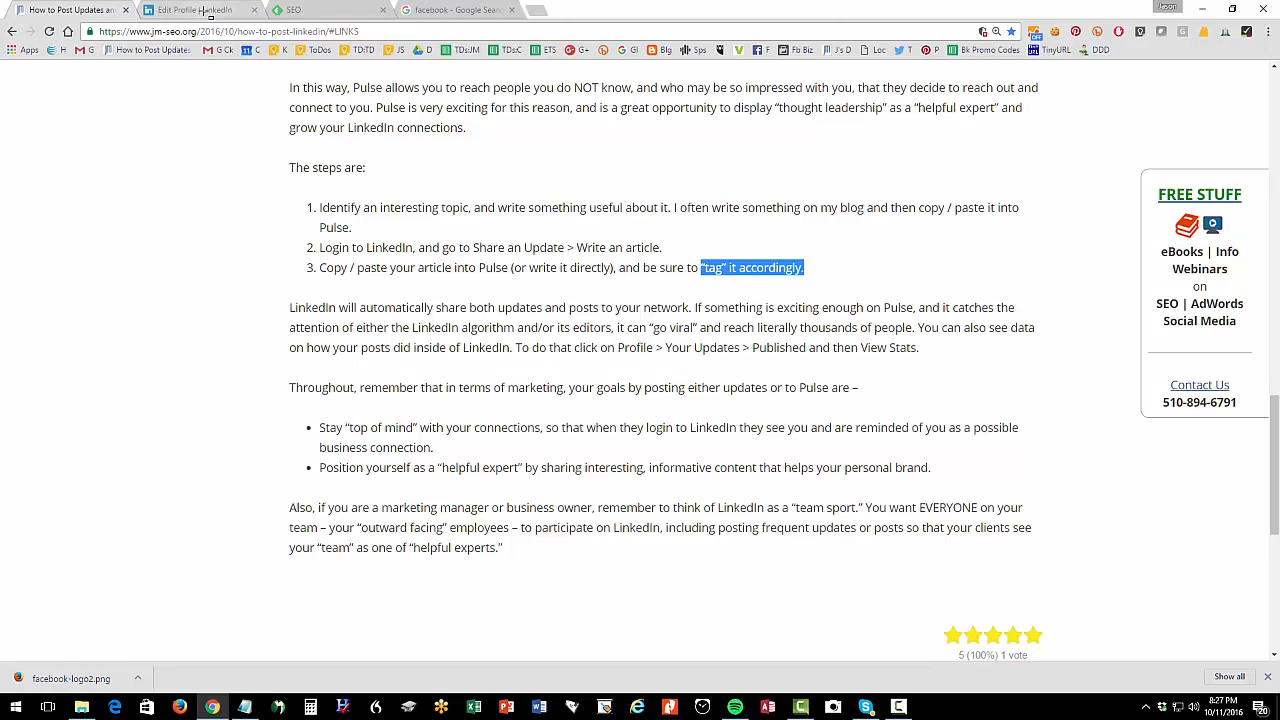 How to Post Updates and
Edit Profile | LinkedIn
SEO
facebook - Google Sear
Jason
https://www.jm-seo.org/2016/10/how-to-post-linkedin/#LINKS
Apps H G How to Post Updates G Ck 31 C K ToDos TD:TD JS D TDsJM TDsC ETS G+ GI Blg Sps V F Fb Biz J's D Loc T P Bk Promo Codes TinyURL DDD
In this way, Pulse allows you to reach people you do NOT know, and who may be so impressed with you, that they decide to reach out and
connect to you. Pulse is very exciting for this reason, and is a great opportunity to display “thought leadership” as a “helpful expert” and
grow your LinkedIn connections.
The steps are:
1. Identify an interesting topic, and write something useful about it. I often write something on my blog and then copy / paste it into
Pulse.
2. Login to LinkedIn, and go to Share an Update > Write an article.
3. Copy / paste your article into Pulse (or write it directly), and be sure to “tag” it accordingly.
LinkedIn will automatically share both updates and posts to your network. If something is exciting enough on Pulse, and it catches the
attention of either the LinkedIn algorithm and/or its editors, it can “go viral” and reach literally thousands of people. You can also see data
on how your posts did inside of LinkedIn. To do that click on Profile > Your Updates > Published and then View Stats.
Throughout, remember that in terms of marketing, your goals by posting either updates or to Pulse are –
• Stay “top of mind” with your connections, so that when they login to LinkedIn they see you and are reminded of you as a possible
business connection.
• Position yourself as a “helpful expert” by sharing interesting, informative content that helps your personal brand.
Also, if you are a marketing manager or business owner, remember to think of LinkedIn as a “team sport.” You want EVERYONE on your
team – your “outward facing” employees – to participate on LinkedIn, including posting frequent updates or posts so that your clients see
your “team” as one of “helpful experts.”
5 (100%) 1 vote
FREE STUFF
eBooks | Info
Webinars
on
SEO | AdWords
Social Media
Contact Us
510-894-6791
facebook-logo2.png
Show all
8:27 PM
10/11/2016